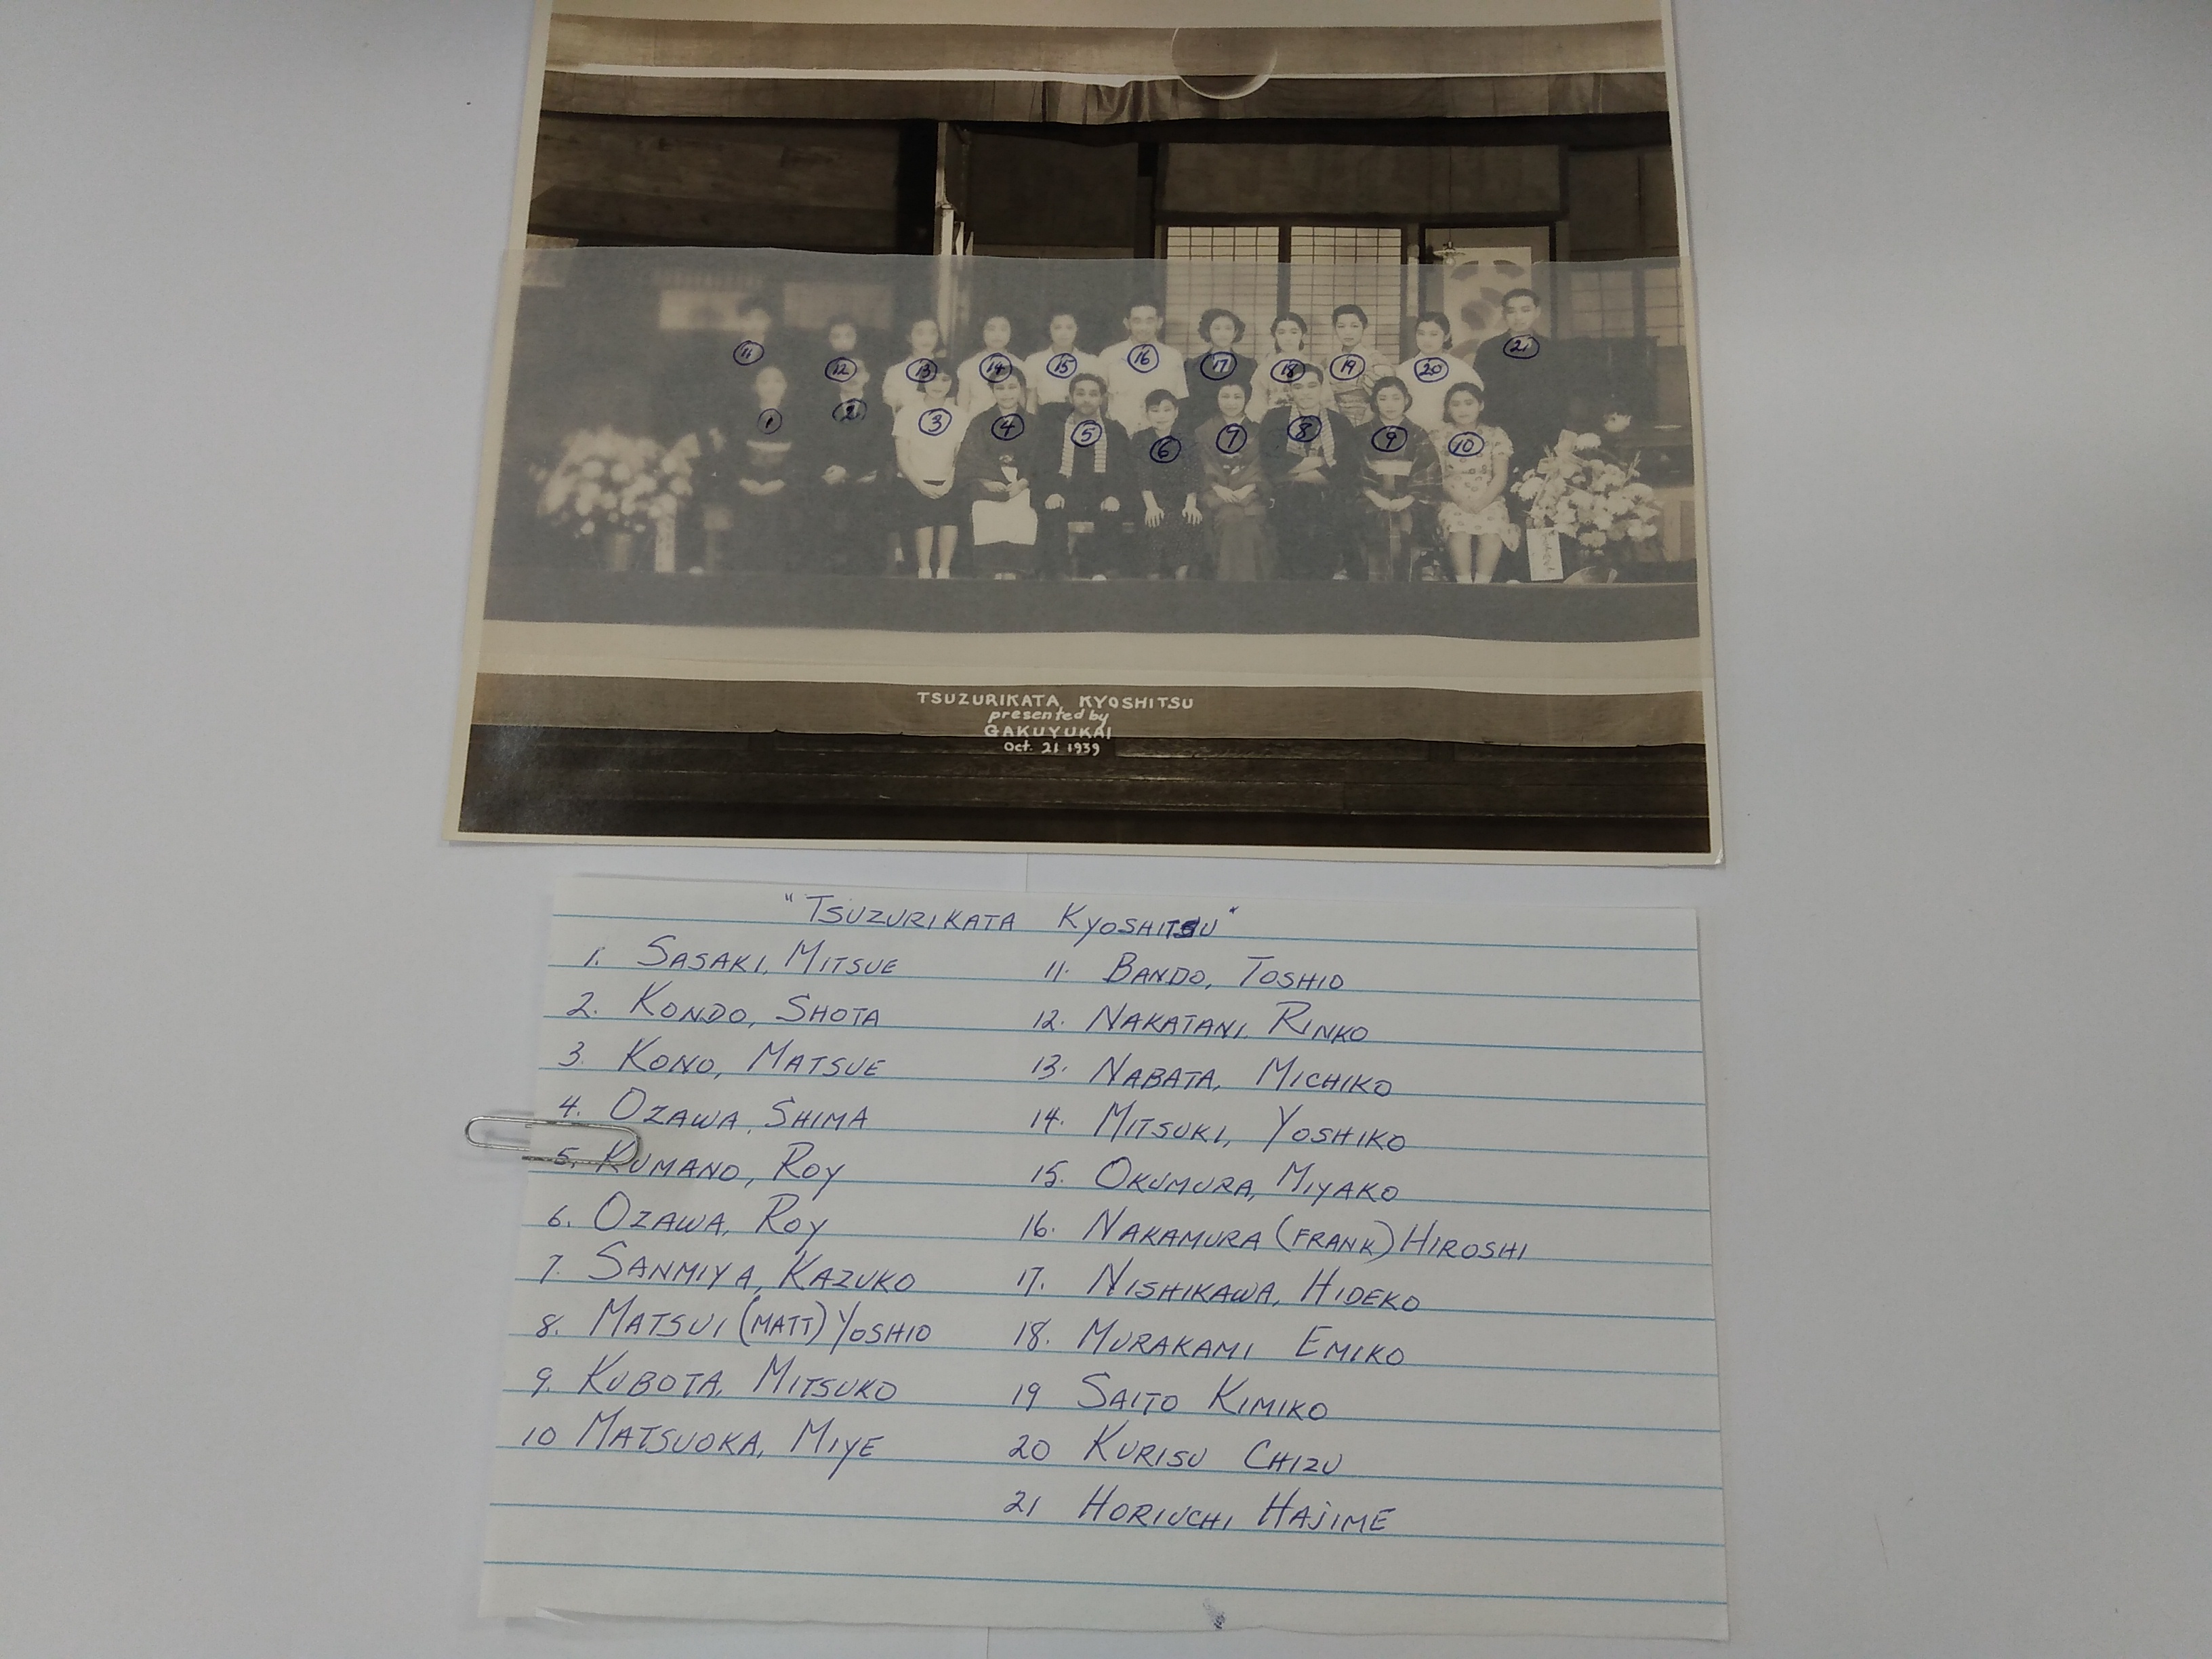 11 12 13 14 15 16 17 18 19 20 21
1 2 3 4 5 6 7 8 9 10
TSUZURIKATA KYOSHITSU
presented by
GAKUYUKAI
Oct. 21 1939
"TSUZURIKATA KYOSHITSU"
1. SASAKI, MITSUE
2. KONDO, SHOTA
3. KONO, MATSUE
4. OZAWA, SHIMA
5. KUMANO, ROY
6. OZAWA, ROY
7. SANMIYA, KAZUKO
8. MATSUI (MATT) YOSHIO
9. KUBOTA, MITSUKO
10 MATSUOKA, MIYE
11. BANDO, TOSHIO
12. NAKATANI, RINKO
13. NABATA, MICHIKO
14. MITSUKI, YOSHIKO
15. OKUMURA, MIYAKO
16. NAKAMURA (FRANK) HIROSHI
17. NISHIKAWA, HIDEKO
18. MURAKAMI EMIKO
19 SAITO KIMIKO
20 KURISU CHIZU
21 HORIUCHI HAJIME